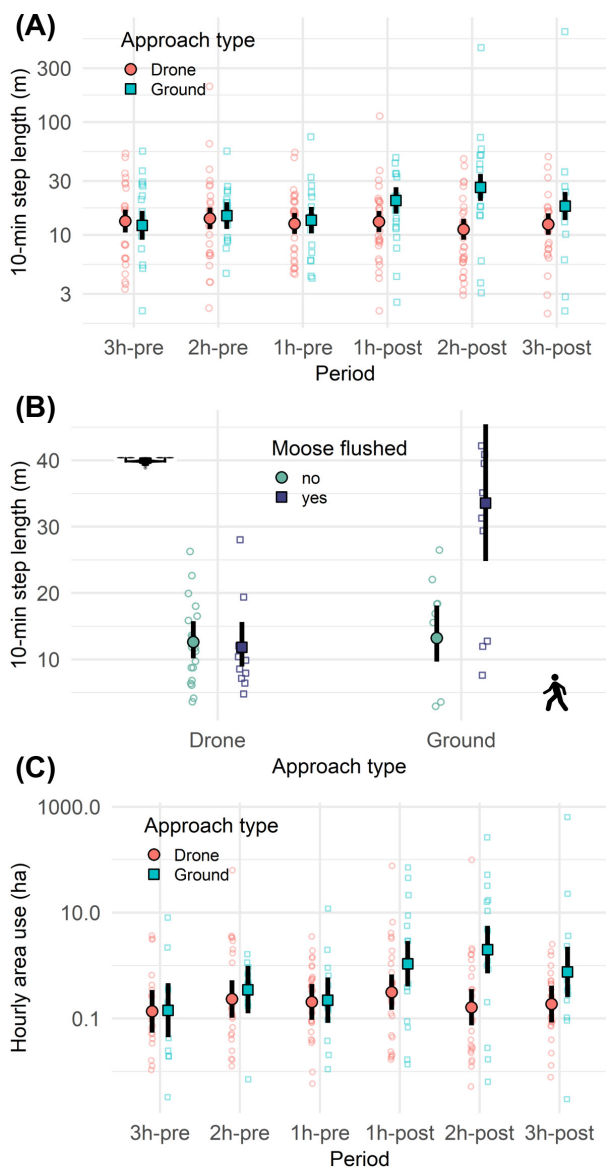 (A)
Approach type
Drone
Ground
10-min step length (m)
300
100
30
10
3
3h-pre 2h-pre 1h-pre 1h-post 2h-post 3h-post
Period
(B)
Moose flushed
no
yes
10-min step length (m)
40
30
20
10
Drone Ground
Approach type
(C)
Approach type
Drone
Ground
Hourly area use (ha)
1000.0
10.0
0.1
3h-pre 2h-pre 1h-pre 1h-post 2h-post 3h-post
Period